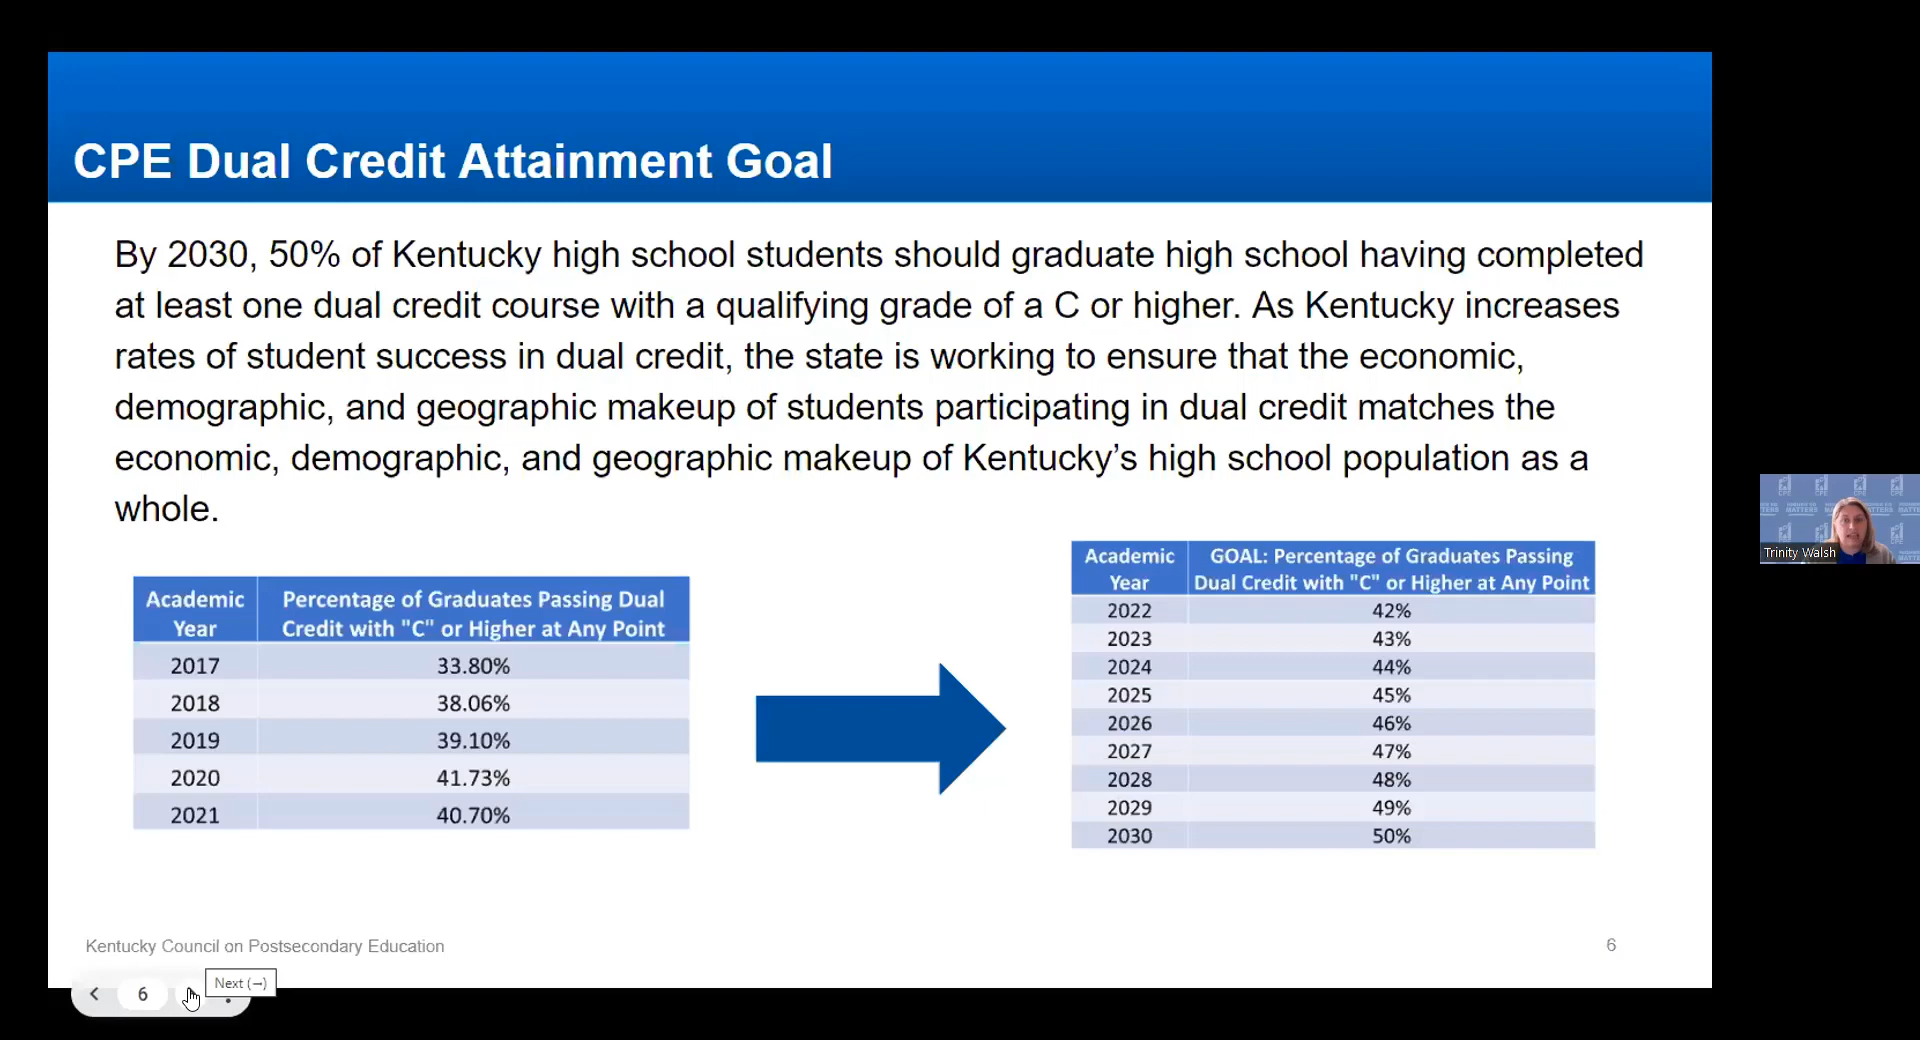 CPE Dual Credit Attainment Goal
By 2030, 50% of Kentucky high school students should graduate high school having completed
at least one dual credit course with a qualifying grade of a C or higher. As Kentucky increases
rates of student success in dual credit, the state is working to ensure that the economic,
demographic, and geographic makeup of students participating in dual credit matches the
economic, demographic, and geographic makeup of Kentucky’s high school population as a
whole.
Academic Year Percentage of Graduates Passing Dual Credit with "C" or Higher at Any Point
2017 33.80%
2018 38.06%
2019 39.10%
2020 41.73%
2021 40.70%
Academic Year GOAL: Percentage of Graduates Passing Dual Credit with "C" or Higher at Any Point
2022 42%
2023 43%
2024 44%
2025 45%
2026 46%
2027 47%
2028 48%
2029 49%
2030 50%
Trinity Walsh
Kentucky Council on Postsecondary Education
6
6
Next (→)